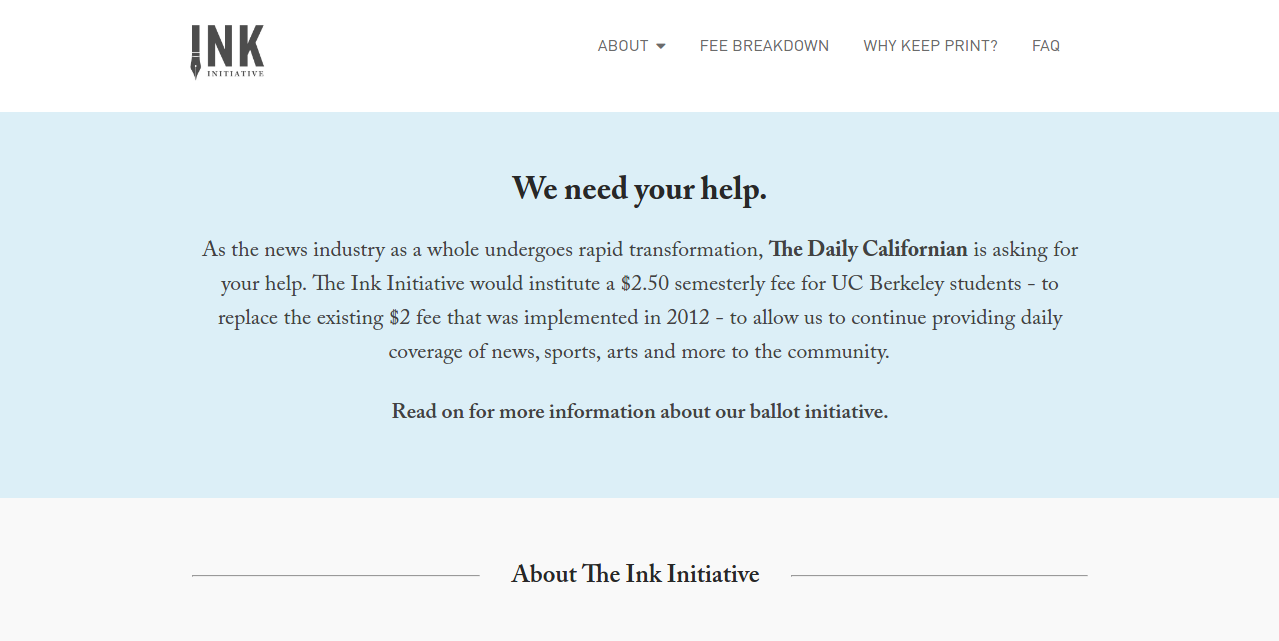 INK
INITIATIVE
ABOUT FEE BREAKDOWN WHY KEEP PRINT? FAQ
We need your help.
As the news industry as a whole undergoes rapid transformation, The Daily Californian is asking for
your help. The Ink Initiative would institute a $2.50 semesterly fee for UC Berkeley students - to
replace the existing $2 fee that was implemented in 2012 - to allow us to continue providing daily
coverage of news, sports, arts and more to the community.
Read on for more information about our ballot initiative.
About The Ink Initiative